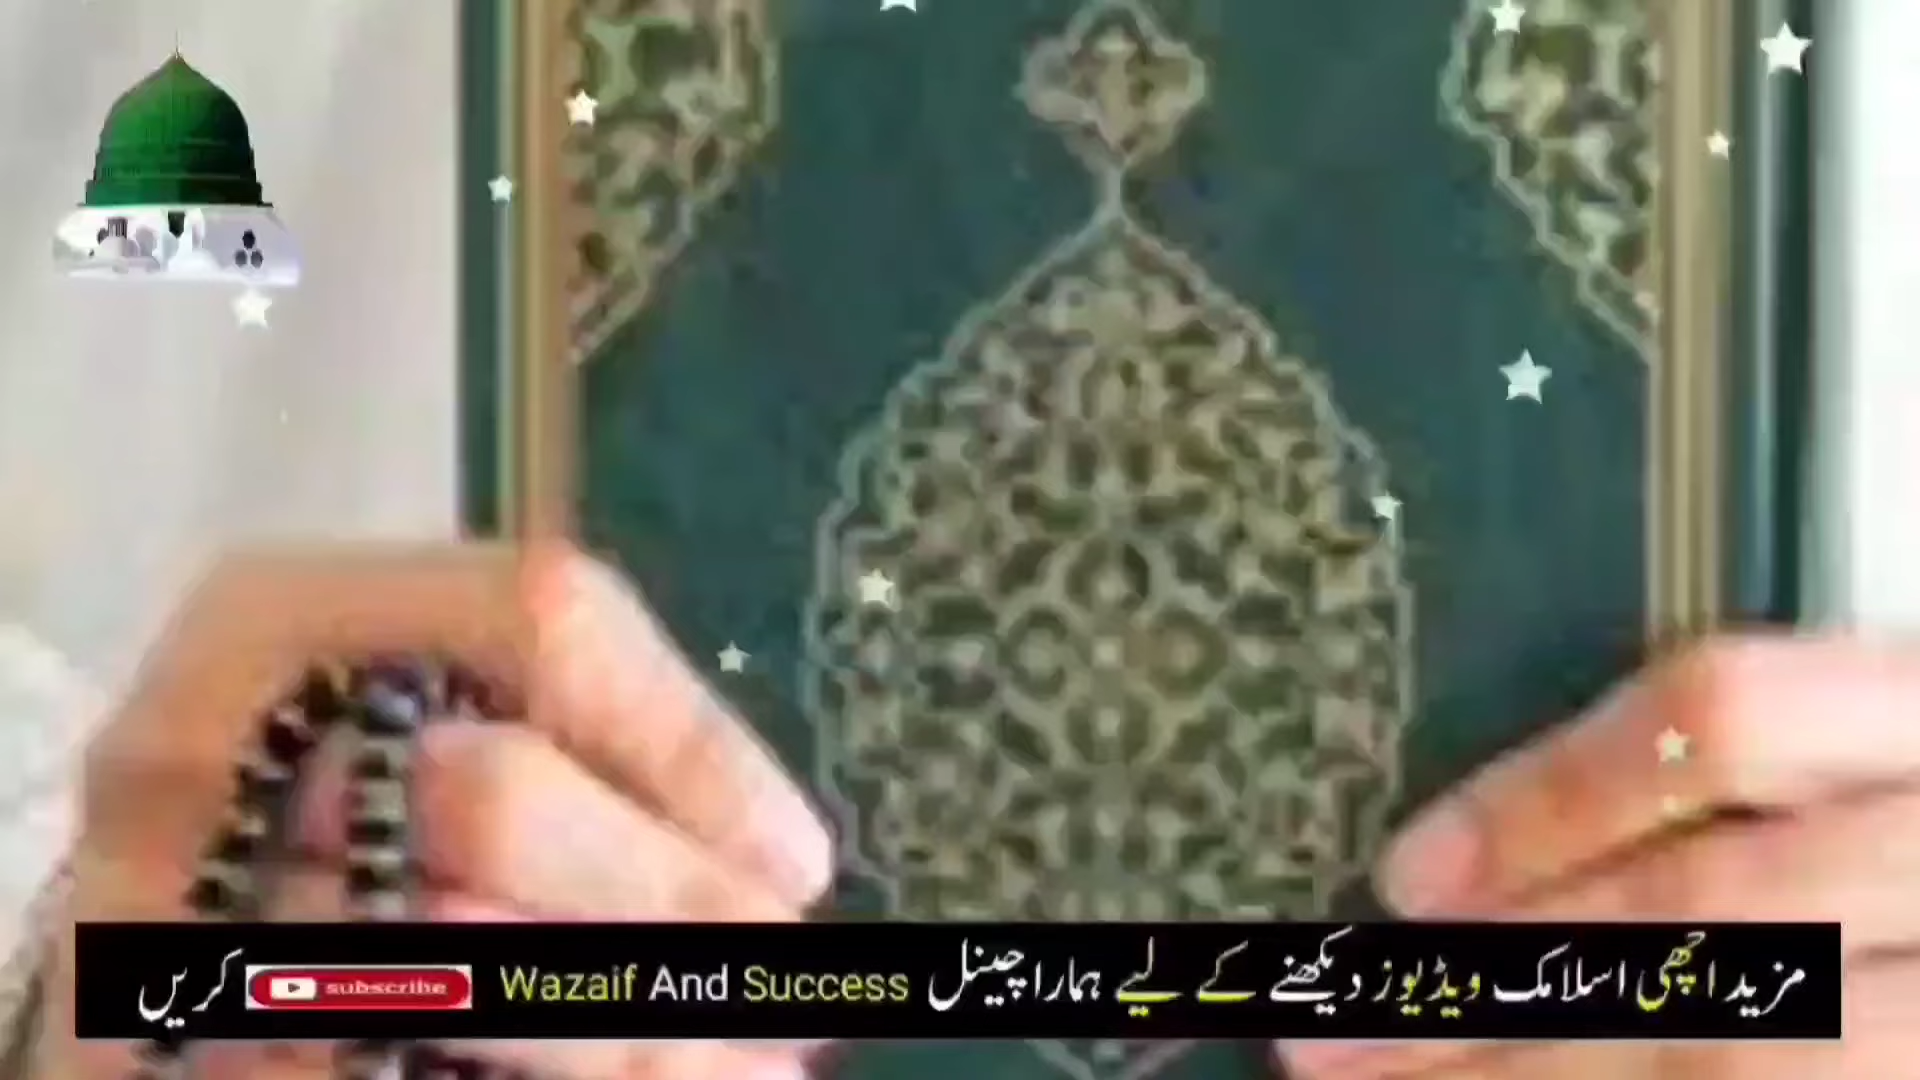 مزید اچھی اسلامک ویڈیوز دیکھنے کے لیے ہمارا چینل Wazaif And Success subscribe کریں